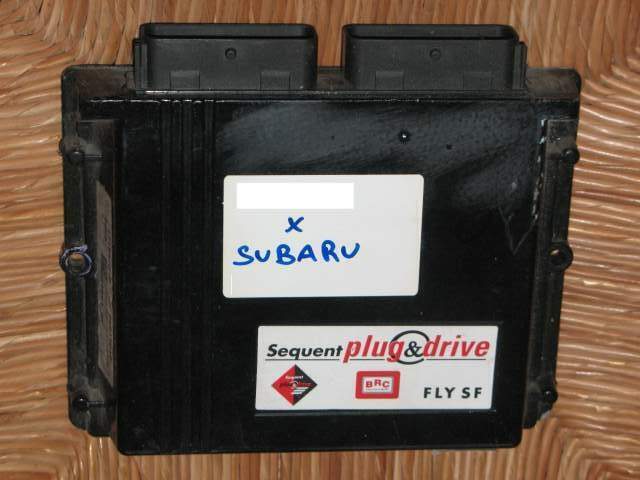 x
SUBARU
Sequent plug&drive
Sequent
plug&drive
BRC
FLY SF